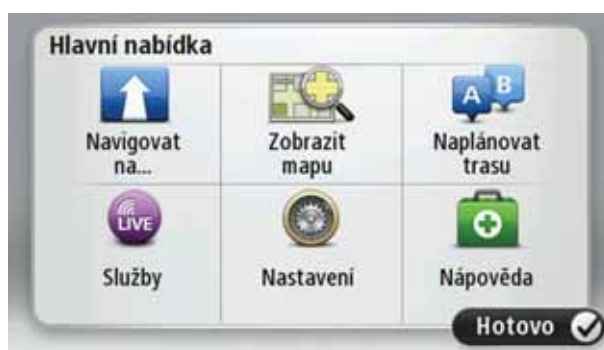 Hlavní nabídka
Navigovat
na...
Zobrazit
mapu
Naplánovat
trasu
A B
LIVE
Služby
Nastavení
Nápověda
Hotovo